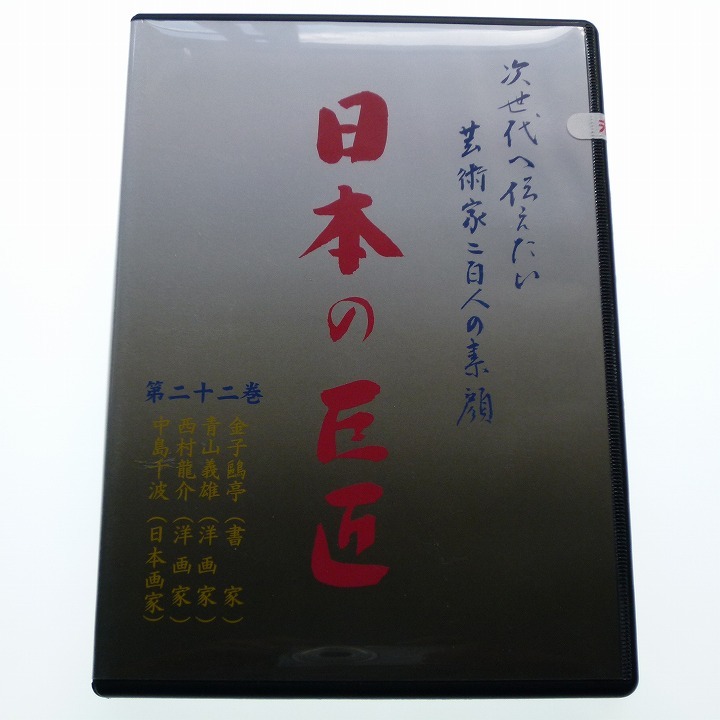 次世代へ伝えたい
芸術家二百人の素顔
日本の巨匠
第二十二巻
金子鷗亭(書・家)
青山義雄(洋画家)
西村龍介(洋画家)
中島千波(日本画家)